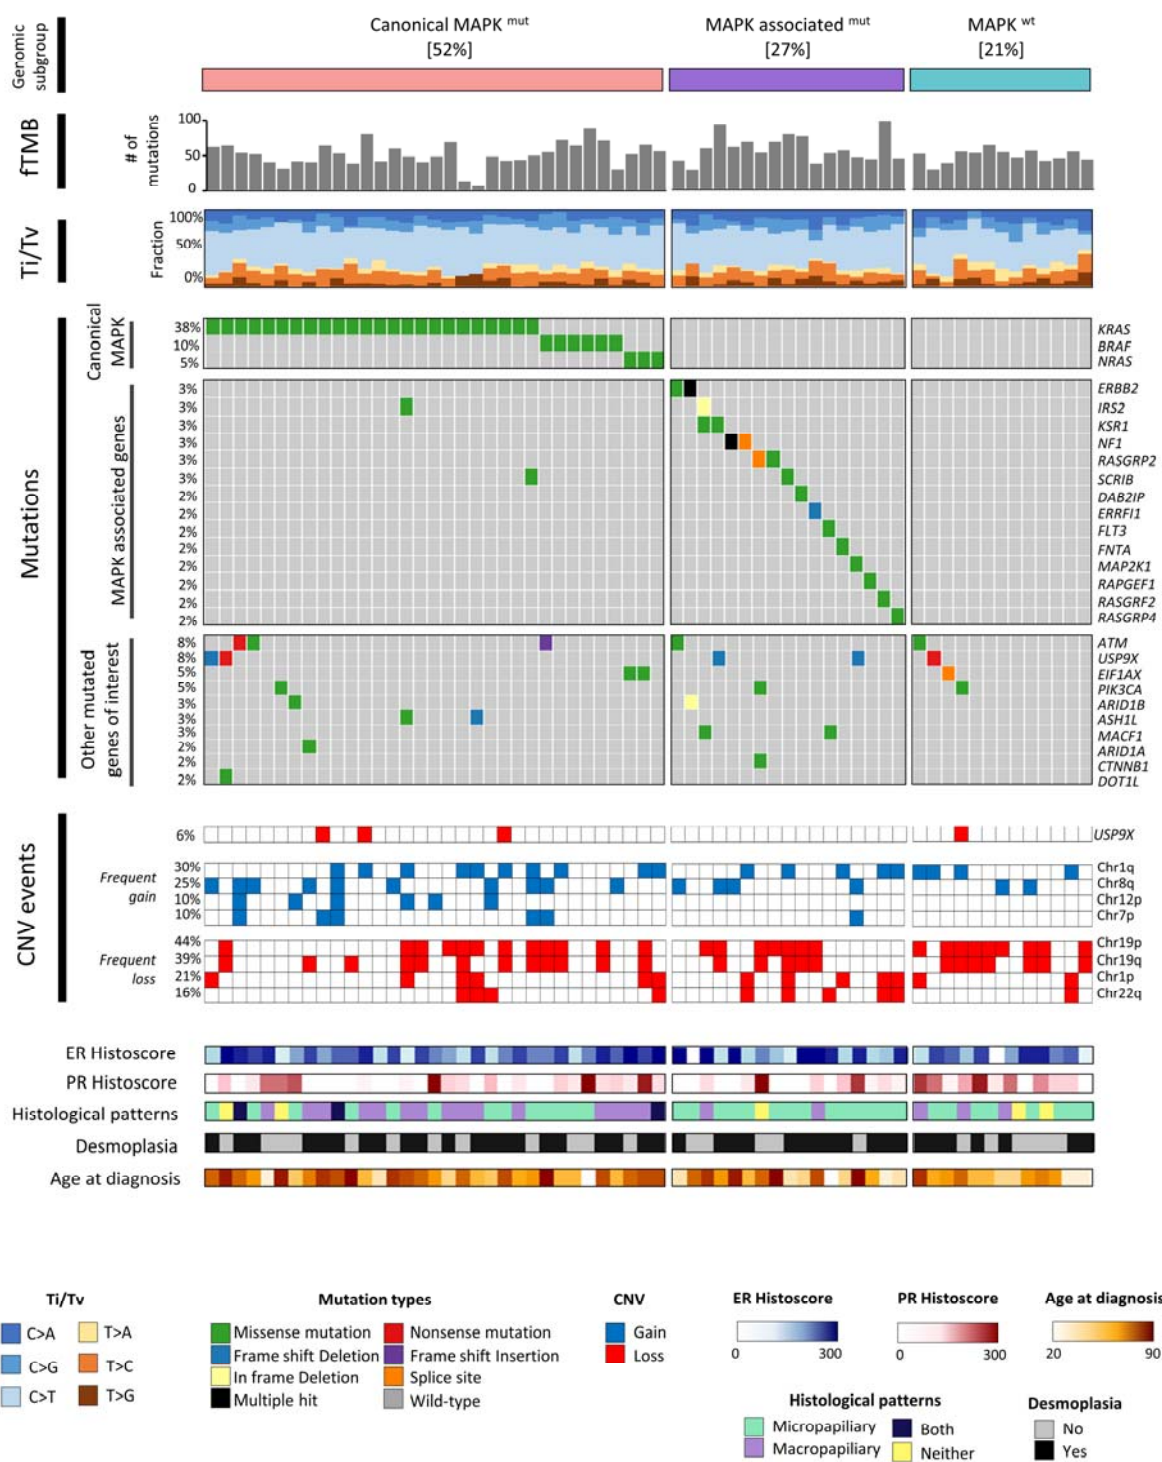 Genomic
subgroup
Canonical MAPK mut
[52%]
MAPK associated mut
[27%]
MAPK wt
[21%]
fTMB
# of
mutations
100
50
0
Ti/Tv
Fraction
100%
50%
0%
Mutations
Canonical
MAPK
38% KRAS
10% BRAF
5% NRAS
MAPK associated genes
3% ERBB2
3% IRS2
3% KSR1
3% NF1
3% RASGRP2
3% SCRIB
2% DAB2IP
2% ERRFI1
2% FLT3
2% FNTA
2% MAP2K1
2% RAPGEF1
2% RASGRF2
2% RASGRP4
Other mutated
genes of interest
8% ATM
8% USP9X
5% EIF1AX
5% PIK3CA
3% ARID1B
3% ASH1L
3% MACF1
2% ARID1A
2% CTNNB1
2% DOT1L
CNV events
6% USP9X
Frequent
gain
30% Chr1q
25% Chr8q
10% Chr12p
10% Chr7p
Frequent
loss
44% Chr19p
39% Chr19q
21% Chr1p
16% Chr22q
ER Histoscore
PR Histoscore
Histological patterns
Desmoplasia
Age at diagnosis
Ti/Tv
C>A T>A
C>G T>C
C>T T>G
Mutation types
Missense mutation Nonsense mutation
Frame shift Deletion Frame shift Insertion
In frame Deletion Splice site
Multiple hit Wild-type
CNV
Gain
Loss
ER Histoscore
0 300
PR Histoscore
0 300
Age at diagnosis
20 90
Histological patterns
Micropapiliary Both
Macropapiliary Neither
Desmoplasia
No
Yes